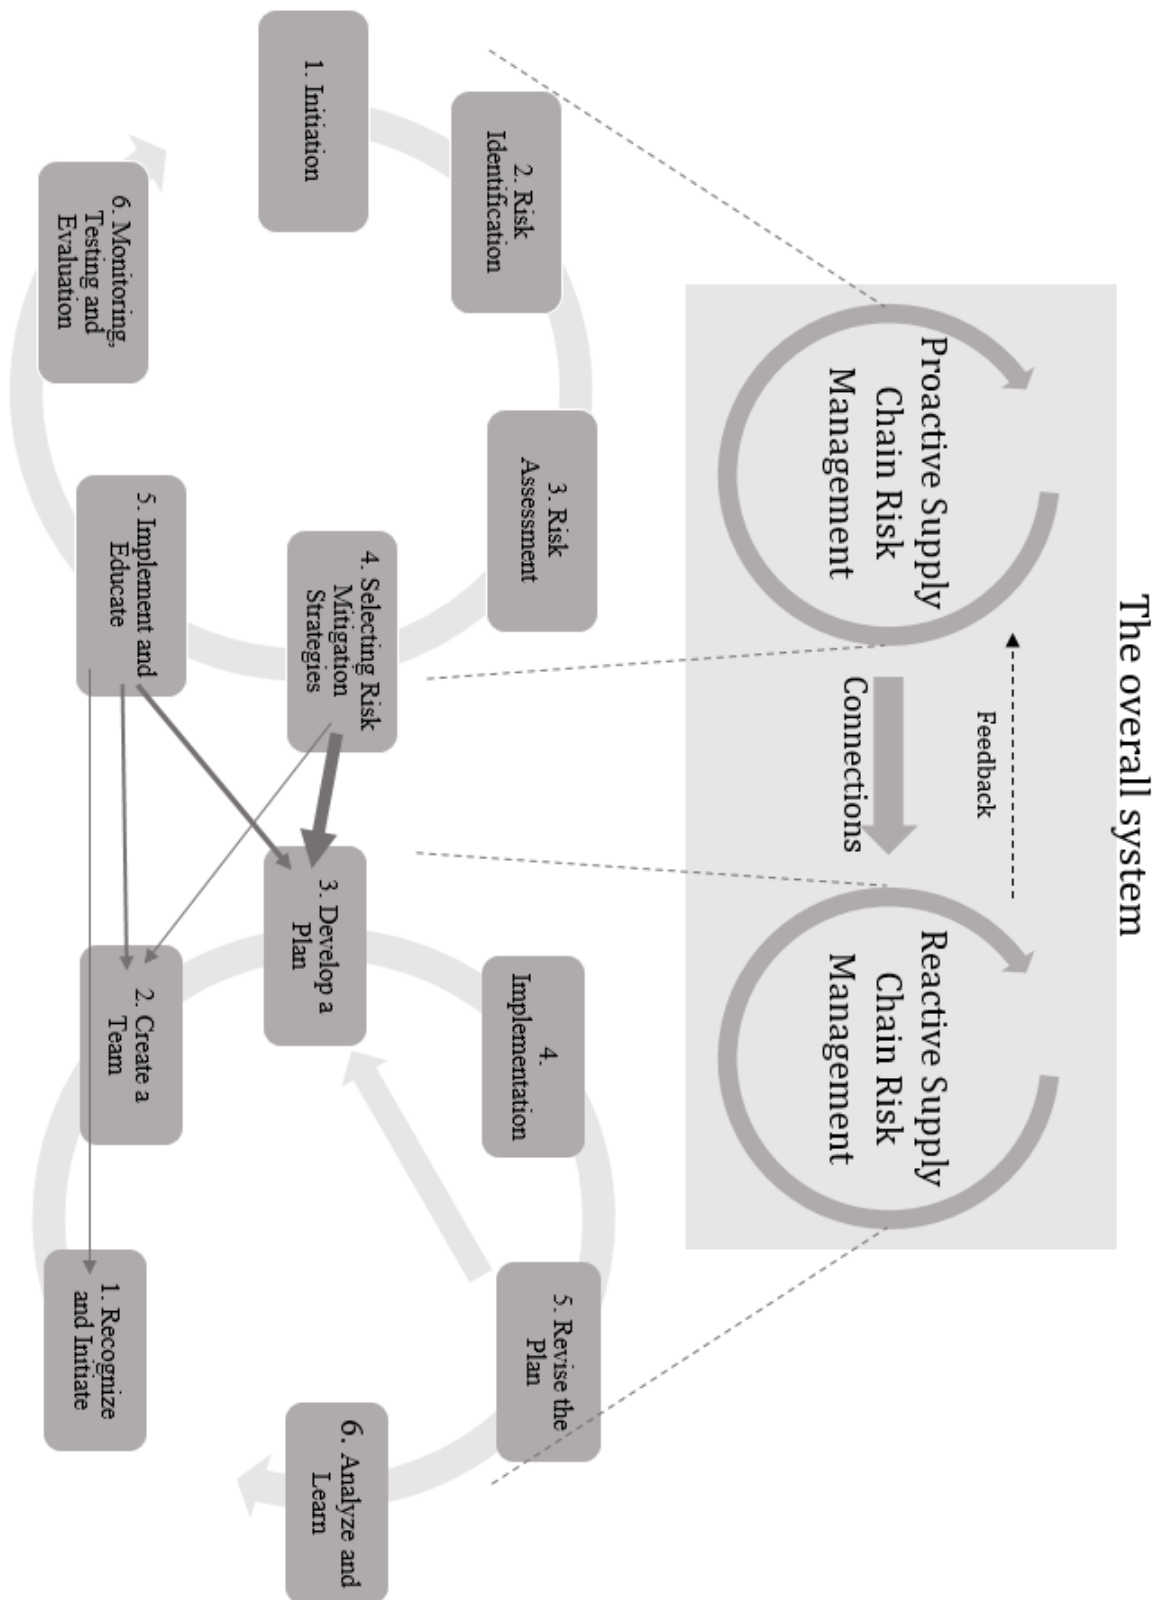 The overall system
Proactive Supply
Chain Risk
Management
Feedback
Connections
Reactive Supply
Chain Risk
Management
1. Initiation
2. Risk
Identification
3. Risk
Assessment
4. Selecting Risk
Mitigation
Strategies
5. Implement and
Educate
6. Monitoring,
Testing and
Evaluation
1. Recognize
and Initiate
2. Create a
Team
3. Develop a
Plan
4.
Implementation
5. Revise the
Plan
6. Analyze and
Learn